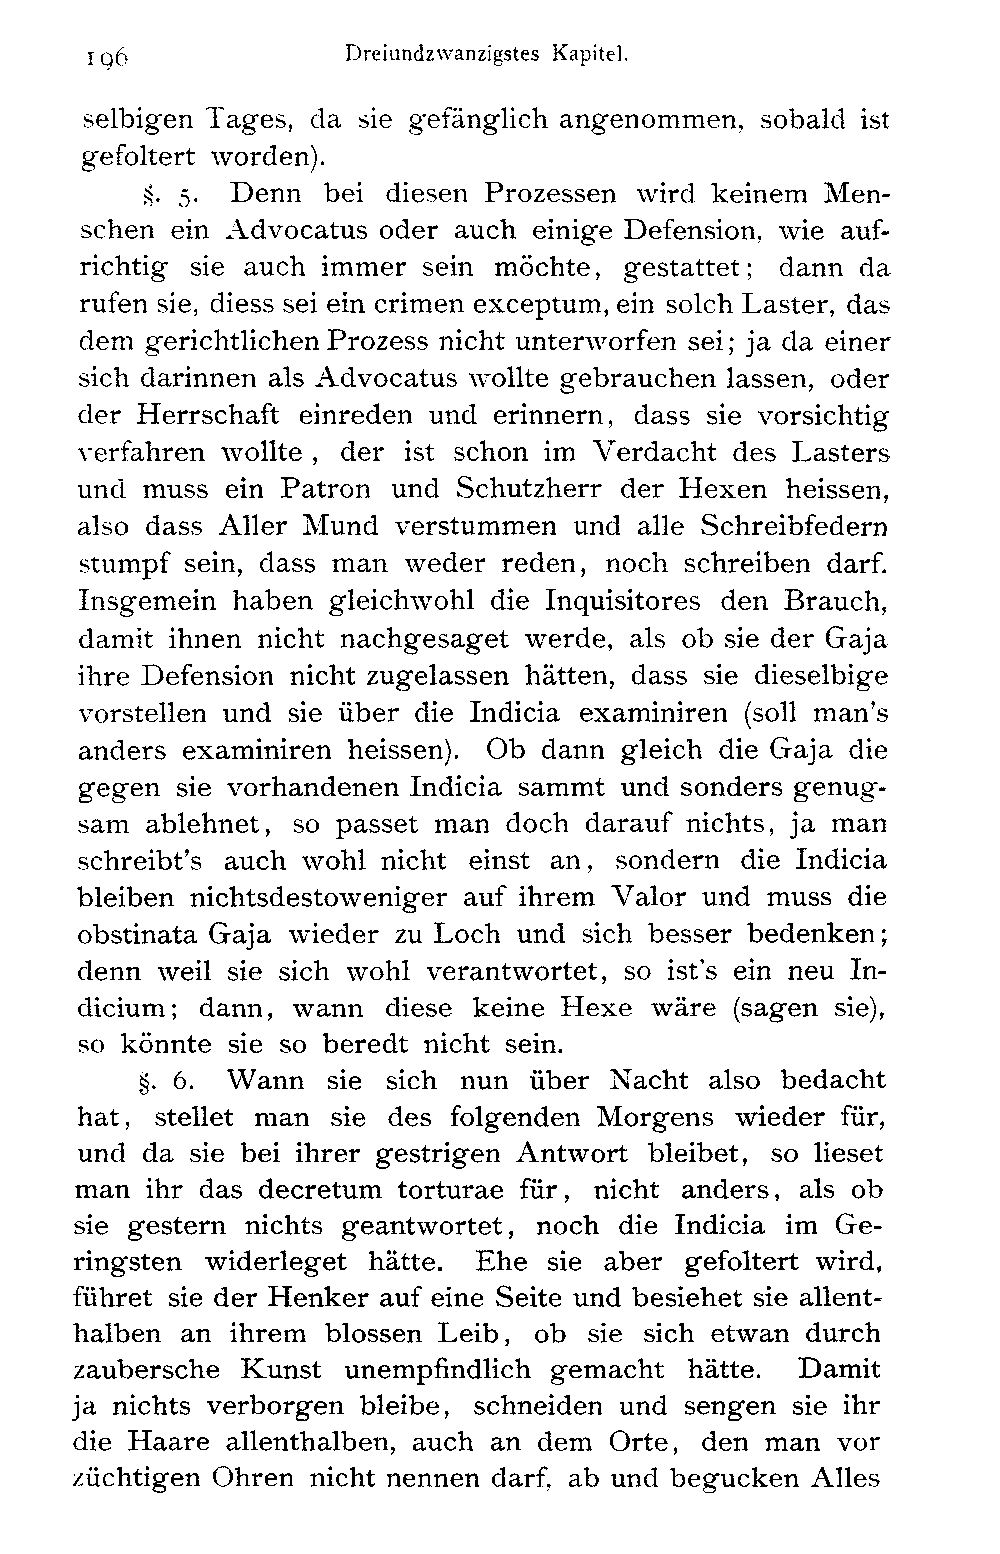 196
Dreiundzwanzigstes Kapitel.
selbigen Tages, da sie gefänglich angenommen, sobald ist
gefoltert worden).
§. 5. Denn bei diesen Prozessen wird keinem Men-
schen ein Advocatus oder auch einige Defension, wie auf-
richtig sie auch immer sein möchte, gestattet; dann da
rufen sie, diess sei ein crimen exceptum, ein solch Laster, das
dem gerichtlichen Prozess nicht unterworfen sei; ja da einer
sich darinnen als Advocatus wollte gebrauchen lassen, oder
der Herrschaft einreden und erinnern, dass sie vorsichtig
verfahren wollte, der ist schon im Verdacht des Lasters
und muss ein Patron und Schutzherr der Hexen heissen,
also dass Aller Mund verstummen und alle Schreibfedern
stumpf sein, dass man weder reden, noch schreiben darf.
Insgemein haben gleichwohl die Inquisitores den Brauch,
damit ihnen nicht nachgesaget werde, als ob sie der Gaja
ihre Defension nicht zugelassen hätten, dass sie dieselbige
vorstellen und sie über die Indicia examiniren (soll man's
anders examiniren heissen). Ob dann gleich die Gaja die
gegen sie vorhandenen Indicia sammt und sonders genug-
sam ablehnet, so passet man doch darauf nichts, ja man
schreibt's auch wohl nicht einst an, sondern die Indicia
bleiben nichtsdestoweniger auf ihrem Valor und muss die
obstinata Gaja wieder zu Loch und sich besser bedenken;
denn weil sie sich wohl verantwortet, so ist's ein neu In-
dicium; dann, wann diese keine Hexe wäre (sagen sie),
so könnte sie so beredt nicht sein.
§. 6. Wann sie sich nun über Nacht also bedacht
hat, stellet man sie des folgenden Morgens wieder für,
und da sie bei ihrer gestrigen Antwort bleibet, so lieset
man ihr das decretum torturae für, nicht anders, als ob
sie gestern nichts geantwortet, noch die Indicia im Ge-
ringsten widerleget hätte. Ehe sie aber gefoltert wird,
führet sie der Henker auf eine Seite und besiehet sie allent-
halben an ihrem blossen Leib, ob sie sich etwan durch
zaubersche Kunst unempfindlich gemacht hätte. Damit
ja nichts verborgen bleibe, schneiden und sengen sie ihr
die Haare allenthalben, auch an dem Orte, den man vor
züchtigen Ohren nicht nennen darf, ab und begucken Alles